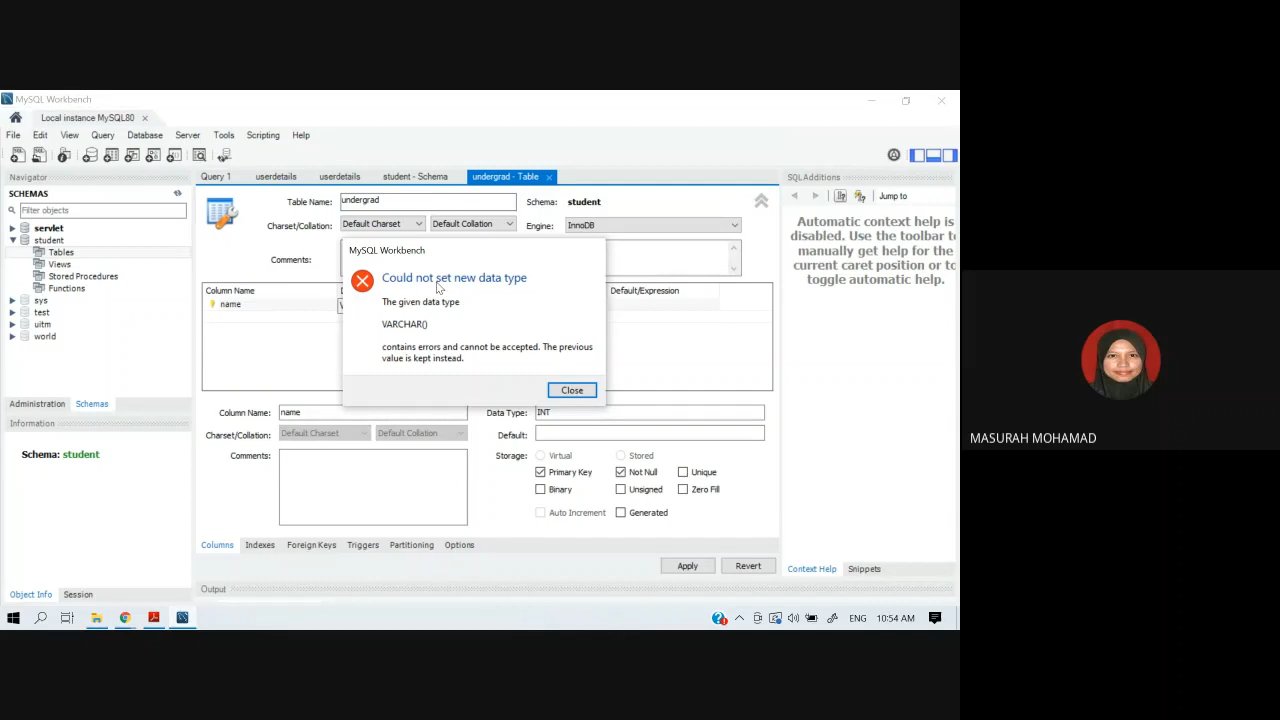 MySQL Workbench
Local instance MySQL80
File Edit View Query Database Server Tools Scripting Help
Navigator
SCHEMAS
Filter objects
servlet
student
Tables
Views
Stored Procedures
Functions
sys
test
uitm
world
Administration Schemas
Information
Schema: student
Object Info Session
Query 1 userdetails userdetails student - Schema undergrad - Table
Table Name: undergrad Schema: student
Charset/Collation: Default Charset Default Collation Engine: InnoDB
Comments:
Column Name Default/Expression
name
MySQL Workbench
Could not set new data type
The given data type
VARCHAR()
contains errors and cannot be accepted. The previous
value is kept instead.
Close
Column Name: name Data Type: INT
Charset/Collation: Default Charset Default Collation Default:
Comments: Storage: Virtual Stored
Primary Key Not Null Unique
Binary Unsigned Zero Fill
Auto Increment Generated
Columns Indexes Foreign Keys Triggers Partitioning Options
Apply Revert
Output
SQLAdditions
Jump to
Automatic context help is
disabled. Use the toolbar to
manually get help for the
current caret position or to
toggle automatic help.
Context Help Snippets
ENG 10:54 AM
MASURAH MOHAMAD